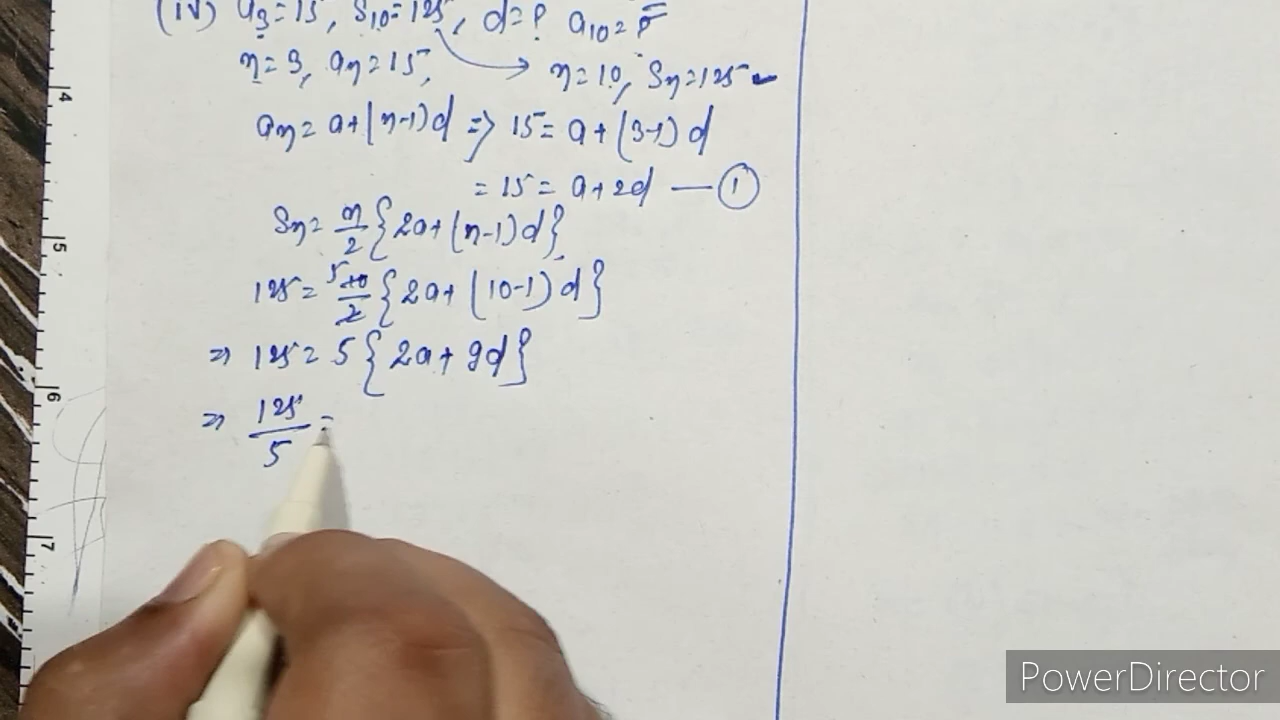 (iv) a3=15, S10=125, d=? a10=?
n=3, an=15, n=10, Sn=125
an=a+(n-1)d => 15=a+(3-1)d
=15=a+2d — ①
Sn=n/2{2a+(n-1)d}
125=5 10/2{2a+(10-1)d}
=> 125=5{2a+9d}
=> 125/5=
4
5
6
7
PowerDirector